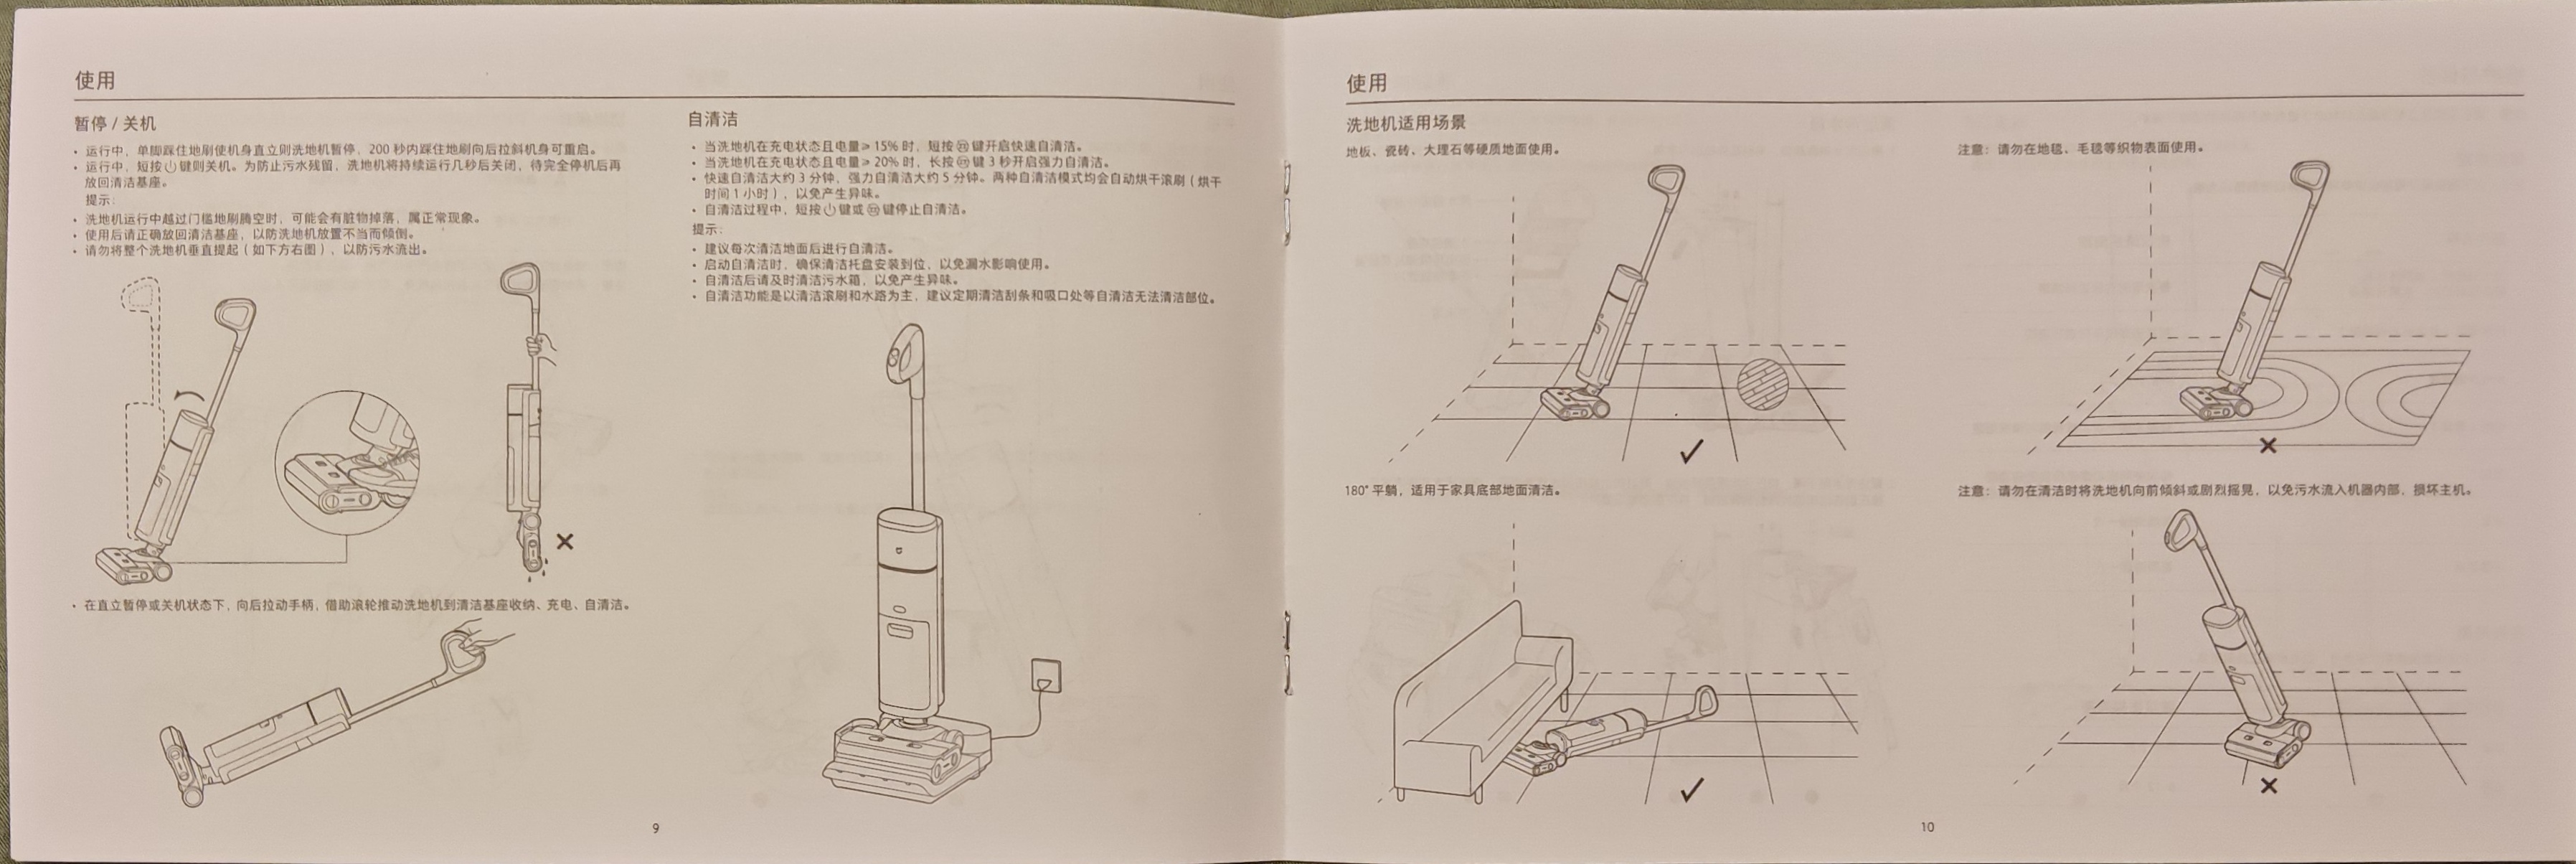 使用
暂停 / 关机
· 运行中，单脚踩住地刷使机身直立则洗地机暂停，200 秒内踩住地刷向后拉斜机身可重启。
· 运行中，短按 键则关机。为防止污水残留，洗地机将持续运行几秒后关闭，待完全停机后再
放回清洁基座。
提示：
· 洗地机运行中越过门槛地刷腾空时，可能会有脏物掉落，属正常现象。
· 使用后请正确放回清洁基座，以防洗地机放置不当而倾倒。
· 请勿将整个洗地机垂直提起（如下方右图），以防污水流出。
· 在直立暂停或关机状态下，向后拉动手柄，借助滚轮推动洗地机到清洁基座收纳、充电、自清洁。
自清洁
· 当洗地机在充电状态且电量≥ 15% 时，短按 键开启快速自清洁。
· 当洗地机在充电状态且电量≥ 20% 时，长按 键 3 秒开启强力自清洁。
· 快速自清洁大约 3 分钟，强力自清洁大约 5 分钟。两种自清洁模式均会自动烘干滚刷（烘干
时间 1 小时），以免产生异味。
· 自清洁过程中，短按 键或 键停止自清洁。
提示：
· 建议每次清洁地面后进行自清洁。
· 启动自清洁时，确保清洁托盘安装到位，以免漏水影响使用。
· 自清洁后请及时清洁污水箱，以免产生异味。
· 自清洁功能是以清洁滚刷和水路为主，建议定期清洁刮条和吸口处等自清洁无法清洁部位。
9
使用
洗地机适用场景
地板、瓷砖、大理石等硬质地面使用。
注意：请勿在地毯、毛毯等织物表面使用。
180° 平躺，适用于家具底部地面清洁。
注意：请勿在清洁时将洗地机向前倾斜或剧烈摇晃，以免污水流入机器内部，损坏主机。
10